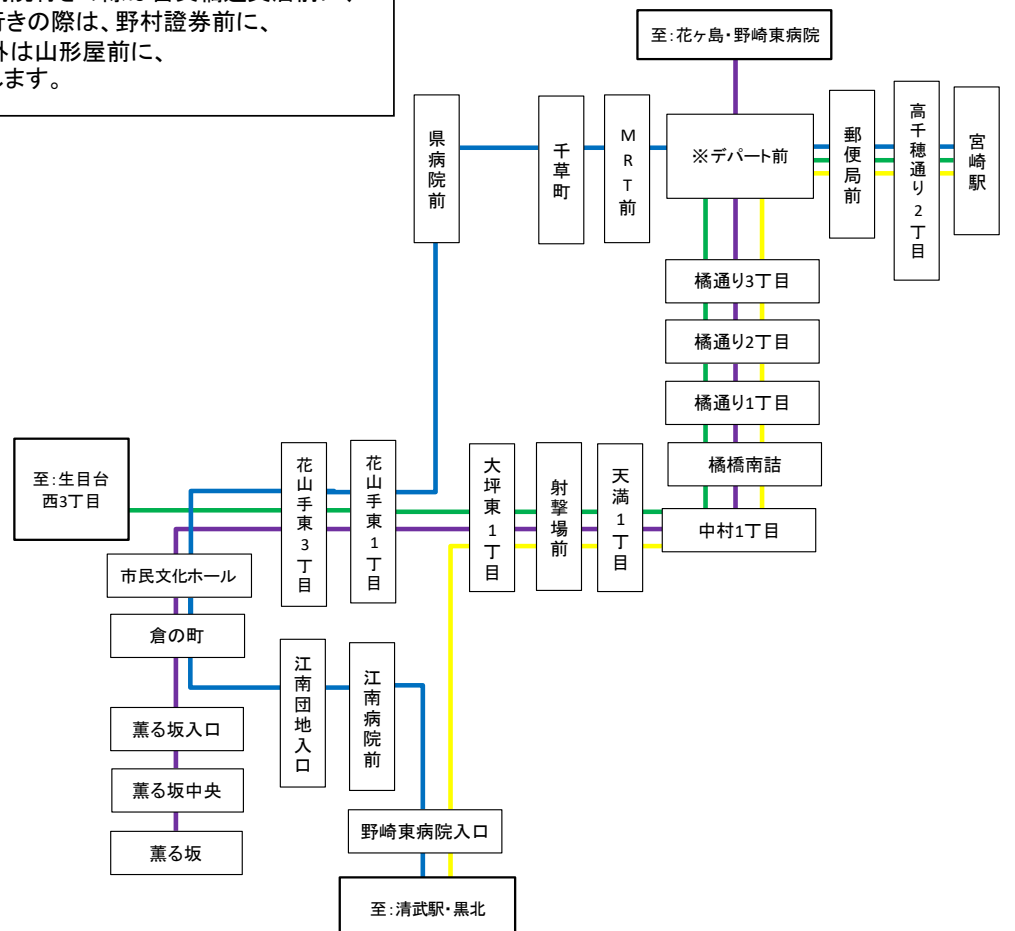 行きの際は、野村證券前に、
外は山形屋前に、
します。
至:花ヶ島・野崎東病院
県病院前
千草町
MRT前
※デパート前
郵便局前
高千穂通り2丁目
宮崎駅
橘通り3丁目
橘通り2丁目
橘通り1丁目
橘橋南詰
中村1丁目
天満1丁目
射撃場前
大坪東1丁目
花山手東1丁目
花山手東3丁目
至:生目台
西3丁目
市民文化ホール
倉の町
江南団地入口
江南病院前
薫る坂入口
薫る坂中央
薫る坂
野崎東病院入口
至:清武駅・黒北